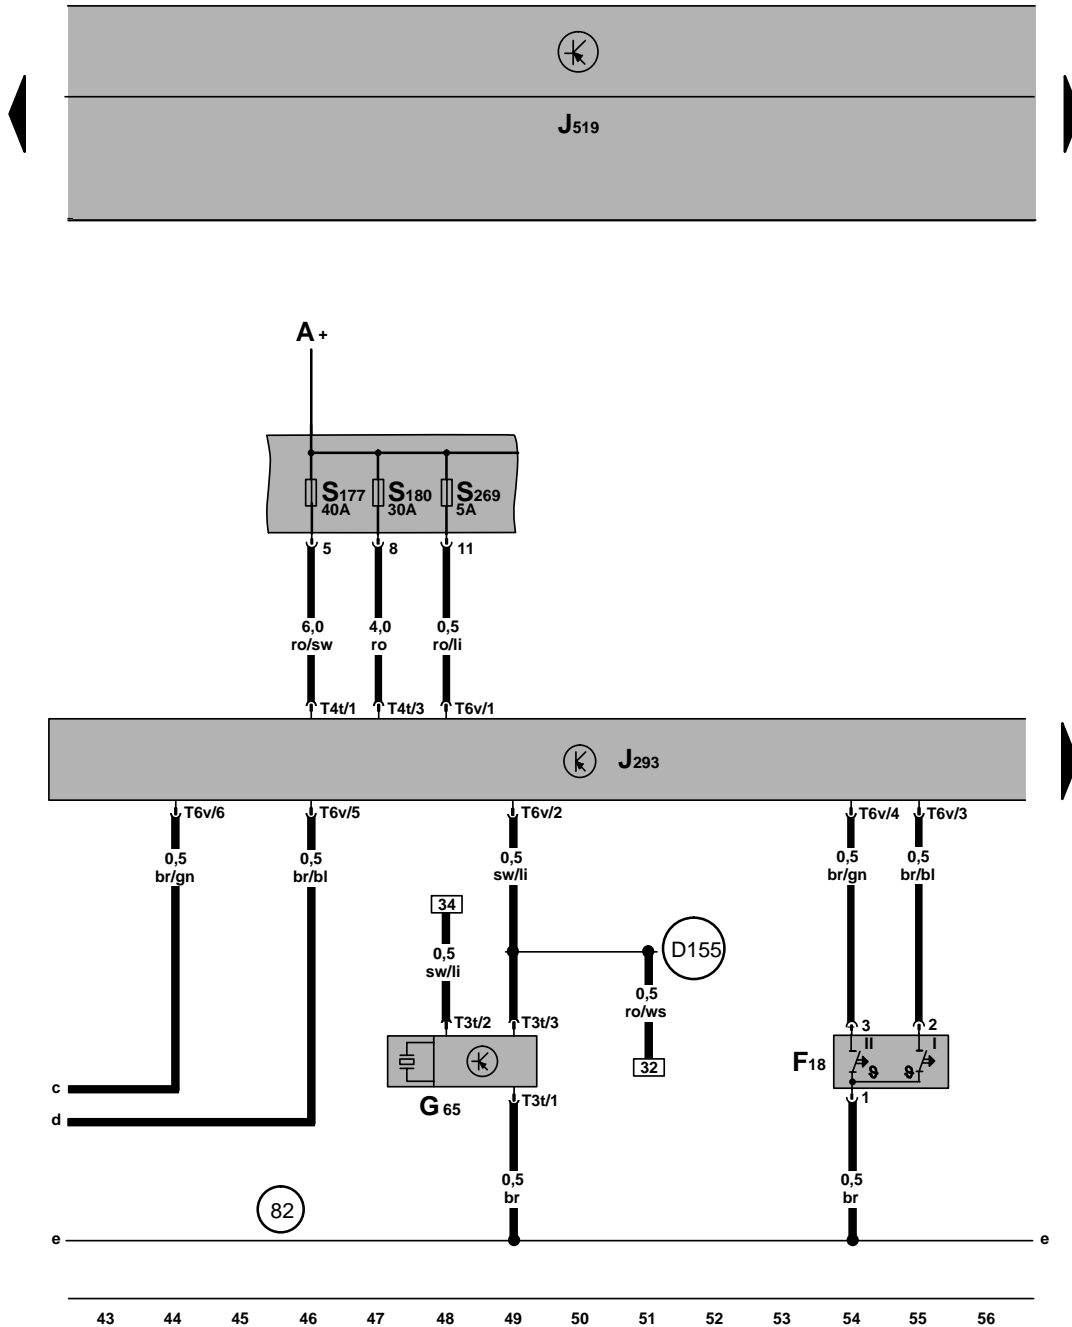 J519
A +
S177 S180 S269
40A 30A 5A
5 8 11
6,0 4,0 0,5
ro/sw ro ro/li
T4t/1 T4t/3 T6v/1
J293
T6v/6 T6v/5 T6v/2 T6v/4 T6v/3
0,5 0,5 0,5 0,5 0,5
br/gn br/bl sw/li br/gn br/bl
34
0,5
sw/li
D155
0,5
ro/ws
T3t/2 T3t/3
32
3 2
II I
F18
ϑ ϑ
c
G 65
T3t/1
1
d
0,5 0,5
br br
82
e e
43 44 45 46 47 48 49 50 51 52 53 54 55 56